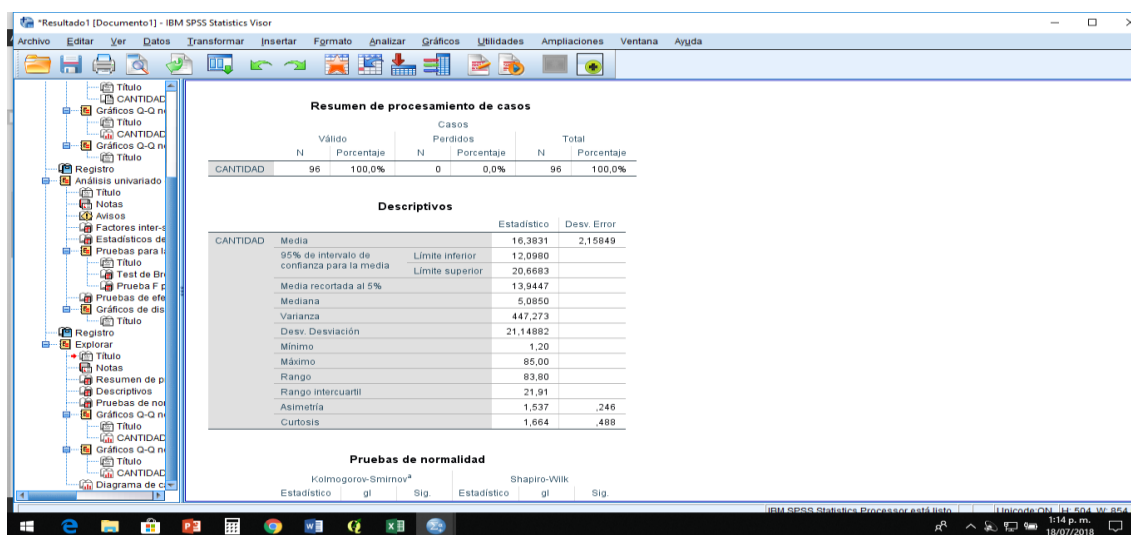 *Resultado1 [Documento1] - IBM SPSS Statistics Visor
Archivo Editar Ver Datos Transformar Insertar Formato Analizar Gráficos Utilidades Ampliaciones Ventana Ayuda
Título
CANTIDAD
Gráficos Q-Q no
Título
CANTIDAD
Gráficos Q-Q no
Título
Registro
Análisis univariado
Título
Notas
Avisos
Factores inter-s
Estadísticos de
Pruebas para la
Título
Test de Bre
Prueba F p
Pruebas de efe
Gráficos de dis
Título
Registro
Explorar
Título
Notas
Resumen de p
Descriptivos
Pruebas de nor
Gráficos Q-Q no
Título
CANTIDAD
Gráficos Q-Q no
Título
CANTIDAD
Diagrama de ca
Resumen de procesamiento de casos
Casos
Válido Perdidos Total
N Porcentaje N Porcentaje N Porcentaje
CANTIDAD 96 100,0% 0 0,0% 96 100,0%
Descriptivos
Estadístico Desv. Error
CANTIDAD Media 16,3831 2,15849
95% de intervalo de confianza para la media Límite inferior 12,0980
Límite superior 20,6683
Media recortada al 5% 13,9447
Mediana 5,0850
Varianza 447,273
Desv. Desviación 21,14882
Mínimo 1,20
Máximo 85,00
Rango 83,80
Rango intercuartil 21,91
Asimetría 1,537 ,246
Curtosis 1,664 ,488
Pruebas de normalidad
Kolmogorov-Smirnovª Shapiro-Wilk
Estadístico gl Sig. Estadístico gl Sig.
IBM SPSS Statistics Processor está listo Unicode:ON H: 504, W: 854
1:14 p. m.
18/07/2018